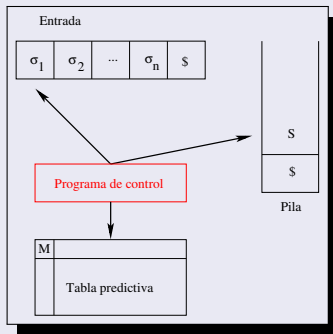 Entrada
σ1 σ2 ... σn $
S
Programa de control
$
Pila
M
Tabla predictiva